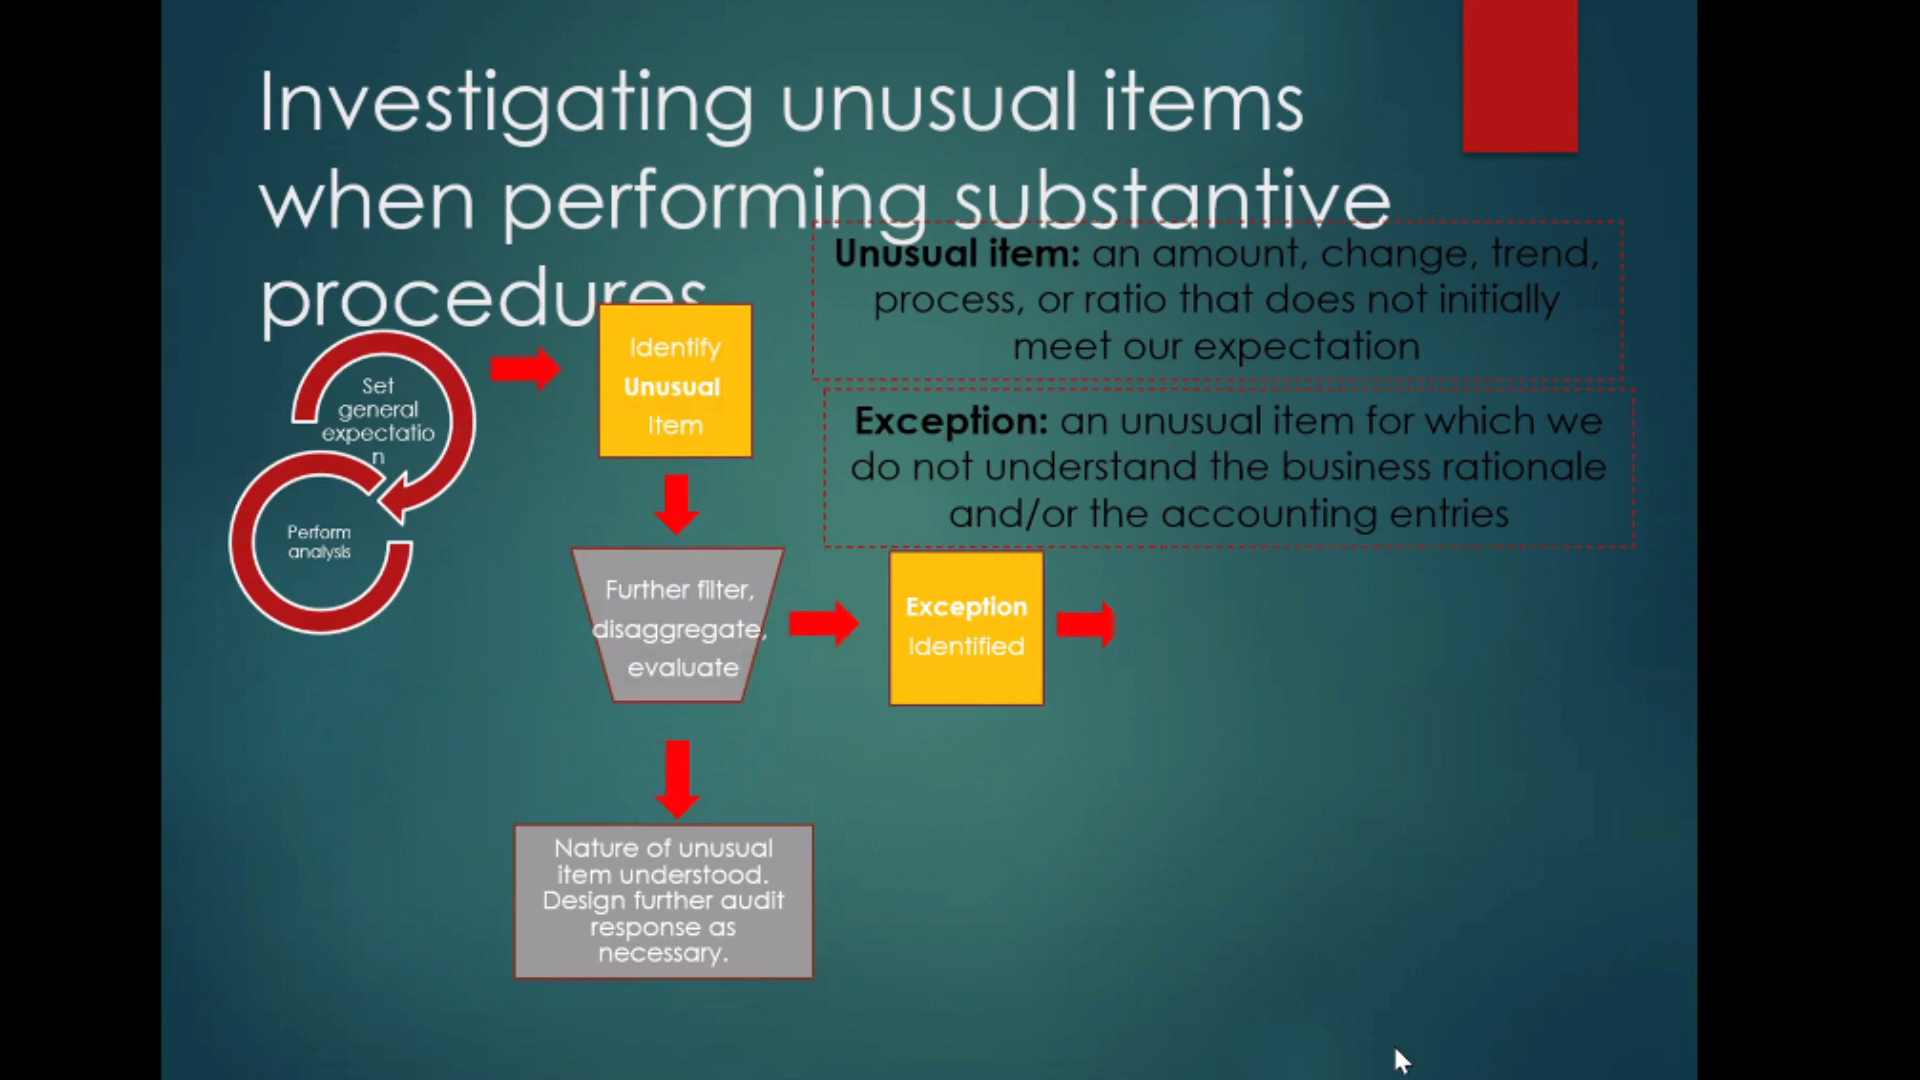 Investigating unusual items
when performing substantive
procedures
Unusual item: an amount, change, trend,
process, or ratio that does not initially
meet our expectation
Exception: an unusual item for which we
do not understand the business rationale
and/or the accounting entries
Set
general
expectatio
n
Perform
analysis
Identify
Unusual
Item
Further filter,
disaggregate,
evaluate
Exception
Identified
Nature of unusual
item understood.
Design further audit
response as
necessary.